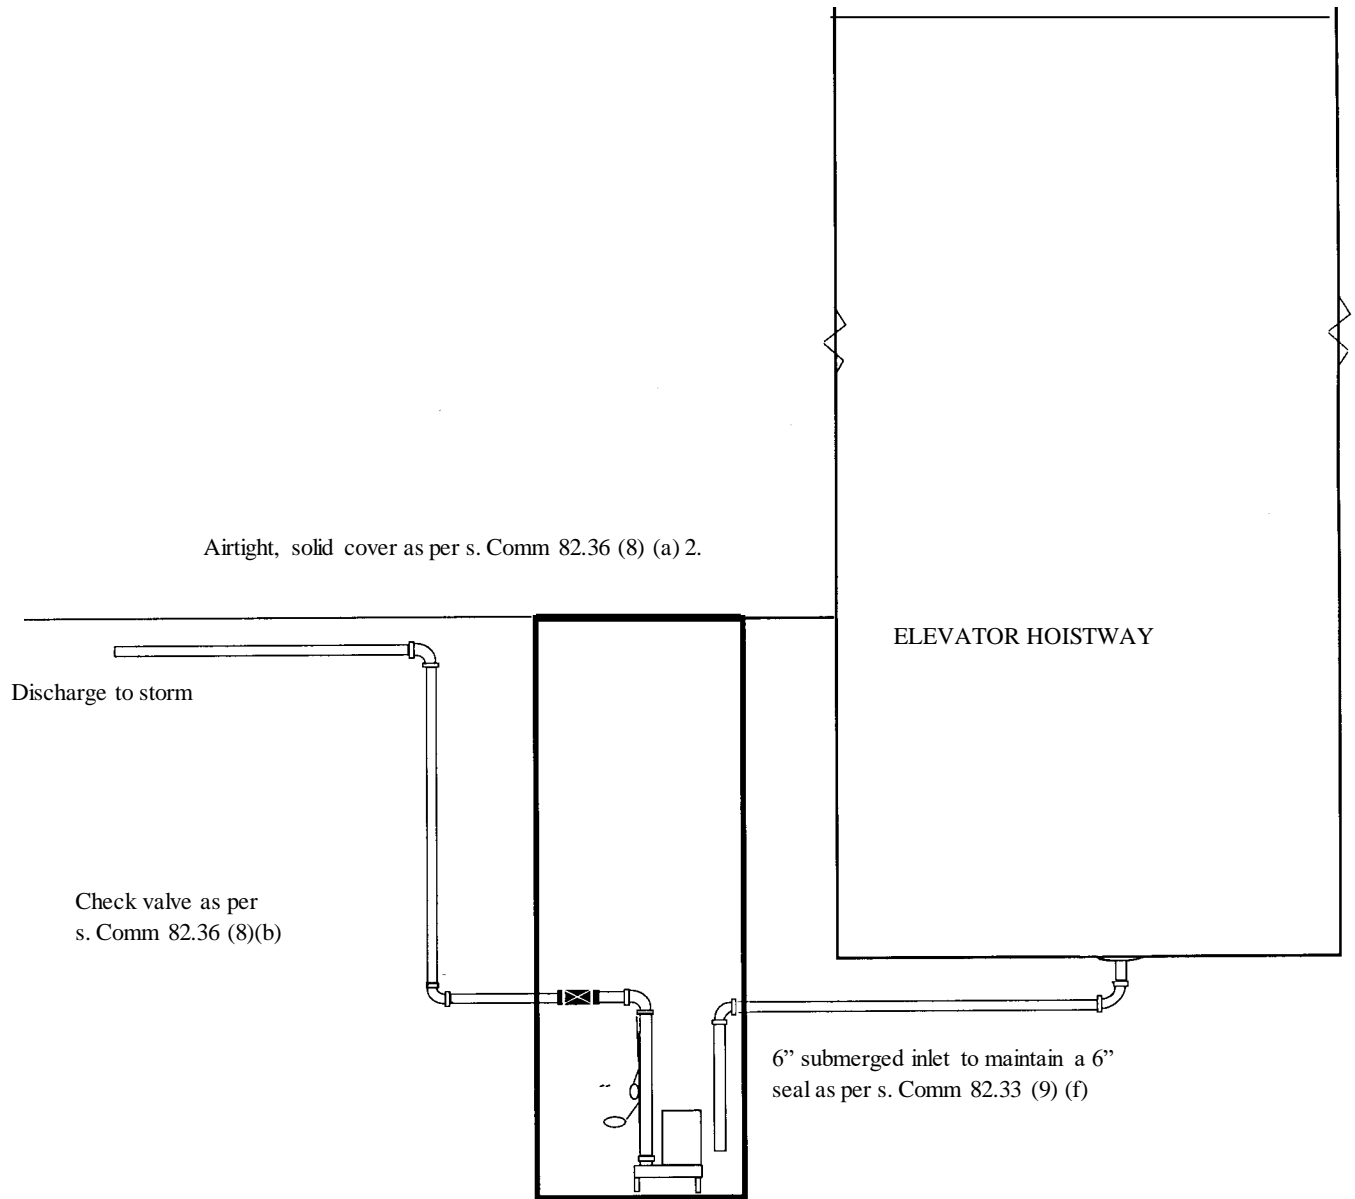 Airtight, solid cover as per s. Comm 82.36 (8) (a) 2.
ELEVATOR HOISTWAY
Discharge to storm
Check valve as per
s. Comm 82.36 (8)(b)
6” submerged inlet to maintain a 6”
seal as per s. Comm 82.33 (9) (f)